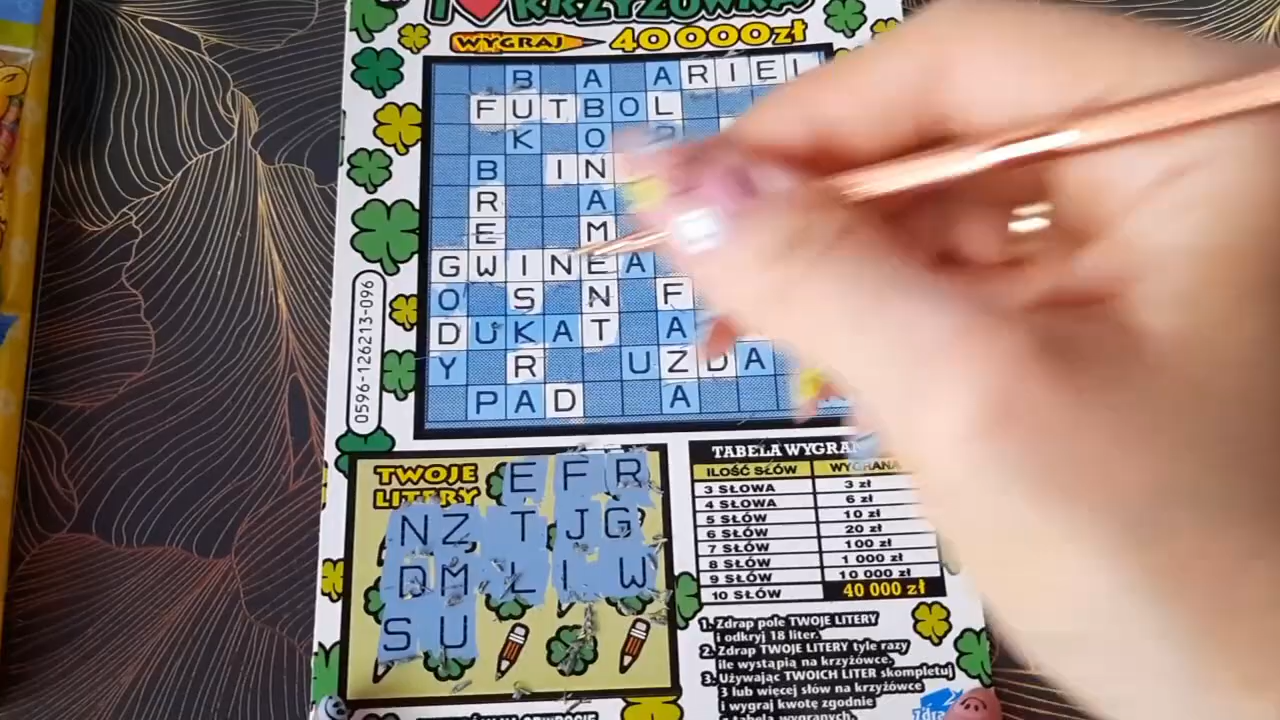 I KRZYŻÓWKA
WYGRAJ 40 000 zł
B A ARIEL
FUTBOL
K O
B IN
R A
E M
GWINEA
O S N F
DUKAT A
Y R UZDA
PAD A
0596-126213-096
TWOJE LITERY
E F R
N Z T J G
D M L I W
S U
TABELA WYGRAN
ILOŚĆ SŁÓW WYGRANA
3 SŁOWA 3 zł
4 SŁOWA 6 zł
5 SŁÓW 10 zł
6 SŁÓW 20 zł
7 SŁÓW 100 zł
8 SŁÓW 1 000 zł
9 SŁÓW 10 000 zł
10 SŁÓW 40 000 zł
1. Zdrap pole TWOJE LITERY
i odkryj 18 liter.
2. Zdrap TWOJE LITERY tyle razy
ile wystąpią na krzyżówce.
3. Używając TWOICH LITER skompletuj
3 lub więcej słów na krzyżówce
i wygraj kwotę zgodnie
z tabelą wygranych.